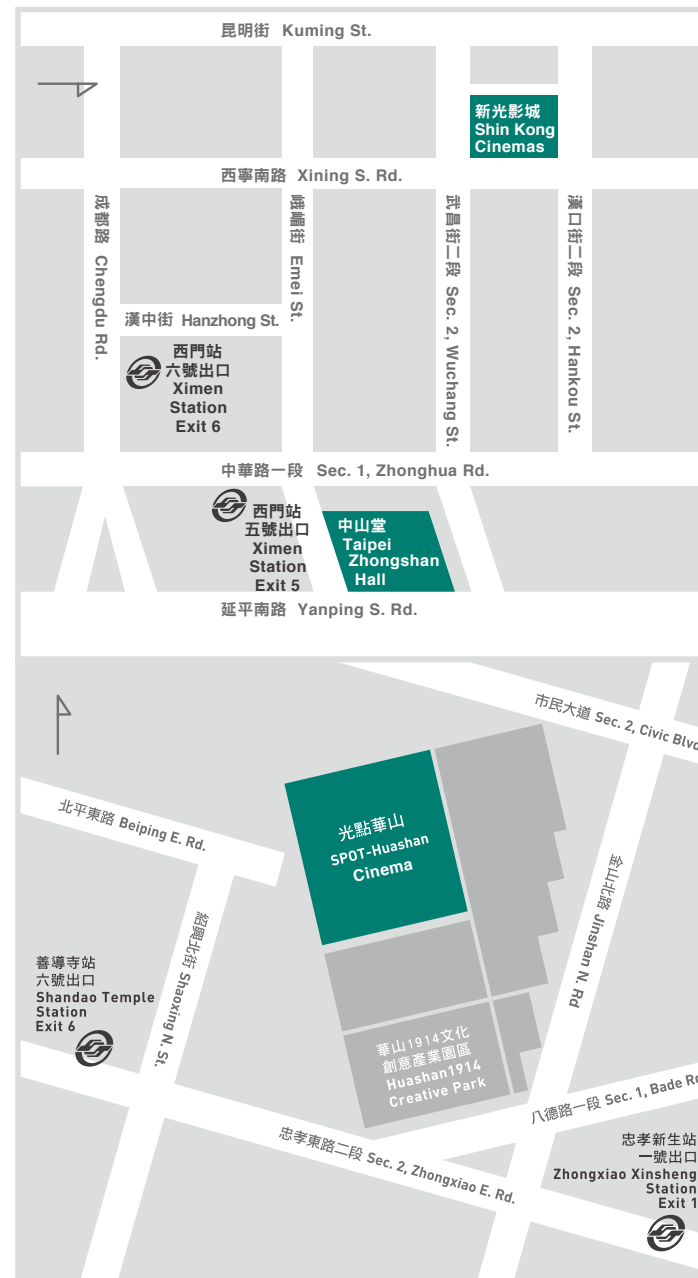 昆明街 Kuming St.
新光影城
Shin Kong
Cinemas
西寧南路 Xining S. Rd.
成都路 Chengdu Rd.
峨嵋街 Emei St.
武昌街二段 Sec. 2, Wuchang St.
漢口街二段 Sec. 2, Hankou St.
漢中街 Hanzhong St.
西門站
六號出口
Ximen
Station
Exit 6
中華路一段 Sec. 1, Zhonghua Rd.
西門站
五號出口
Ximen
Station
Exit 5
中山堂
Taipei
Zhongshan
Hall
延平南路 Yanping S. Rd.
市民大道 Sec. 2, Civic Blvd
北平東路 Beiping E. Rd.
光點華山
SPOT-Huashan
Cinema
金山北路 Jinshan N. Rd
紹興北街 Shaoxing N. St.
善導寺站
六號出口
Shandao Temple
Station
Exit 6
華山1914文化
創意產業園區
Huashan1914
Creative Park
八德路一段 Sec. 1, Bade Rd
忠孝東路二段 Sec. 2, Zhongxiao E. Rd.
忠孝新生站
一號出口
Zhongxiao Xinsheng
Station
Exit 1